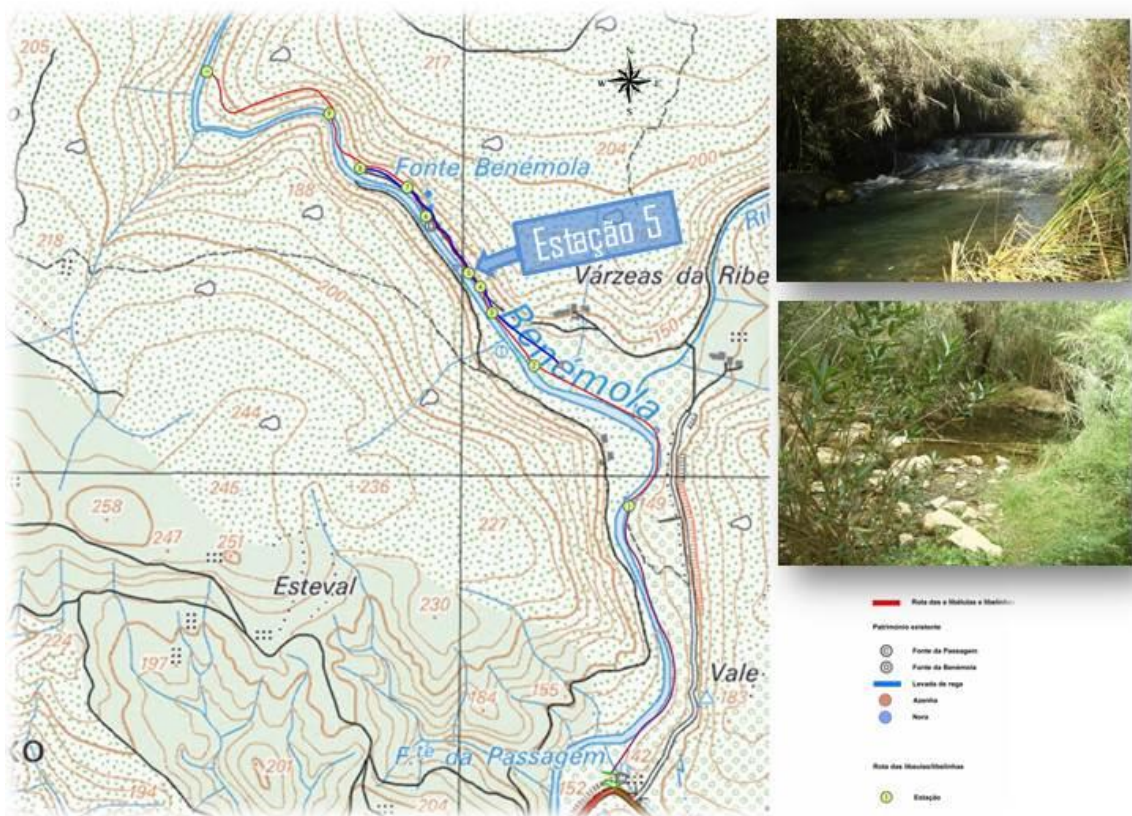 205
217
204
200
Fonte Benémola
188
218
Estação 5
Várzeas da Ribe
Ri
200
150
Benémola
244
246
236
258
247
251
227
149
Esteval
230
224
197
Vale
184
155
183
F.te da Passagem
142
O
201
152
194
204
Rota das a libélulas e libelinhas
Património existente
Fonte da Passagem
Fonte da Benémola
Levada de rega
Azenha
Nora
Rota das libaulas/libelinhas
Estação